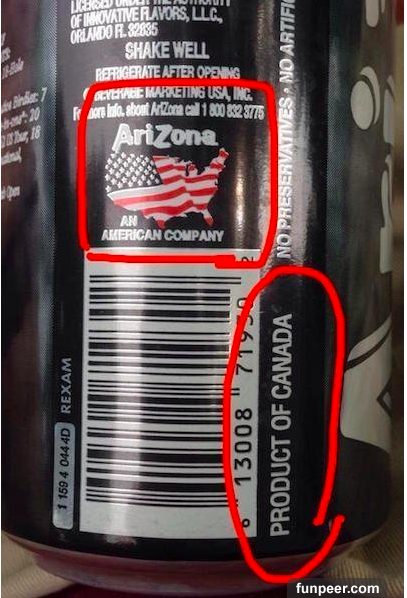 LICENSED UNDER THE AUTHORITY
OF INNOVATIVE FLAVORS, L.L.C.,
ORLANDO FL 32835
SHAKE WELL
REFRIGERATE AFTER OPENING
© BEVERAGE MARKETING USA, INC.
For more info. about AriZona call 1 800 832 3775
AriZona
AN
AMERICAN COMPANY
NO PRESERVATIVES • NO ARTIFI
PRODUCT OF CANADA
6 13008 2
REXAM
1 159 4 0444D
funpeer.com